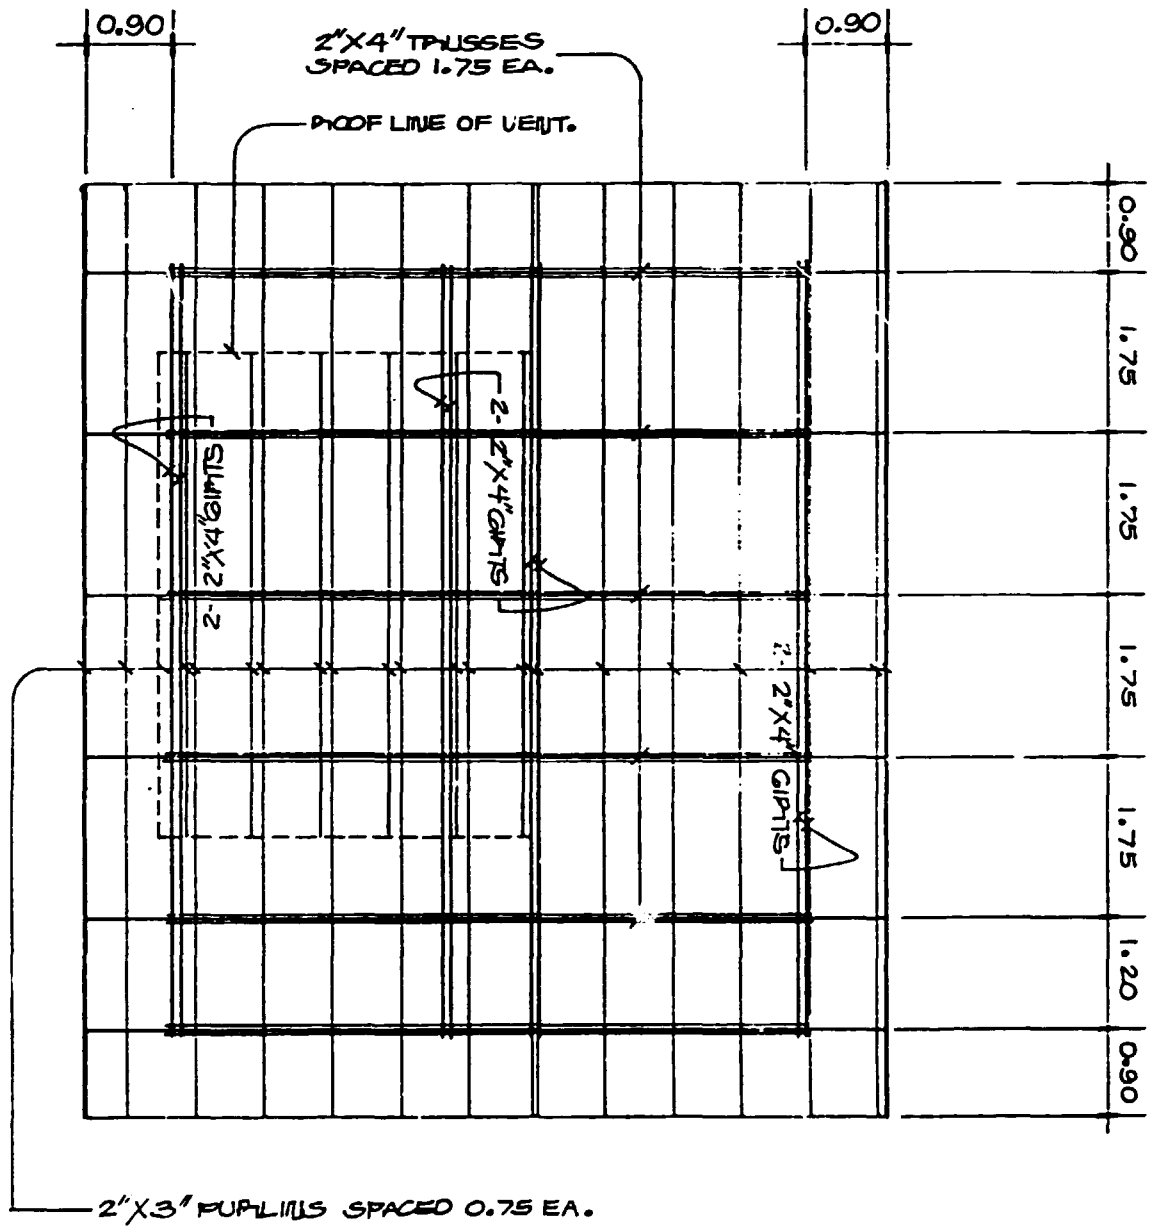 0.90
0.90
2"X4" TRUSSES
SPACED 1.75 EA.
ROOF LINE OF VENT.
0.90
1.75
1.75
1.75
1.75
1.20
0.90
2- 2"X4" GIRTS
2- 2"X4" GIRTS
2- 2"X4" GIRTS
2"X3" PURLINS SPACED 0.75 EA.